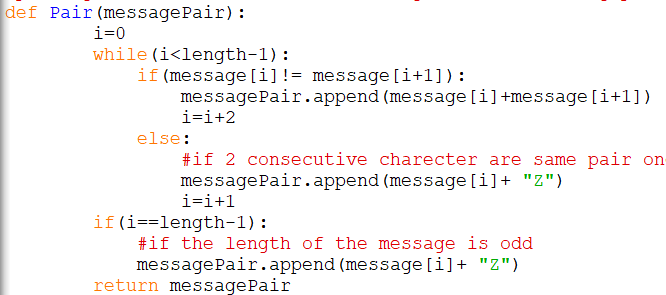 def Pair(messagePair):
        i=0
        while(i<length-1):
            if(message[i]!= message[i+1]):
                messagePair.append(message[i]+message[i+1])
                i=i+2
            else:
                #if 2 consecutive charecter are same pair on
                messagePair.append(message[i]+ "Z")
                i=i+1
        if(i==length-1):
            #if the length of the message is odd
            messagePair.append(message[i]+ "Z")
        return messagePair